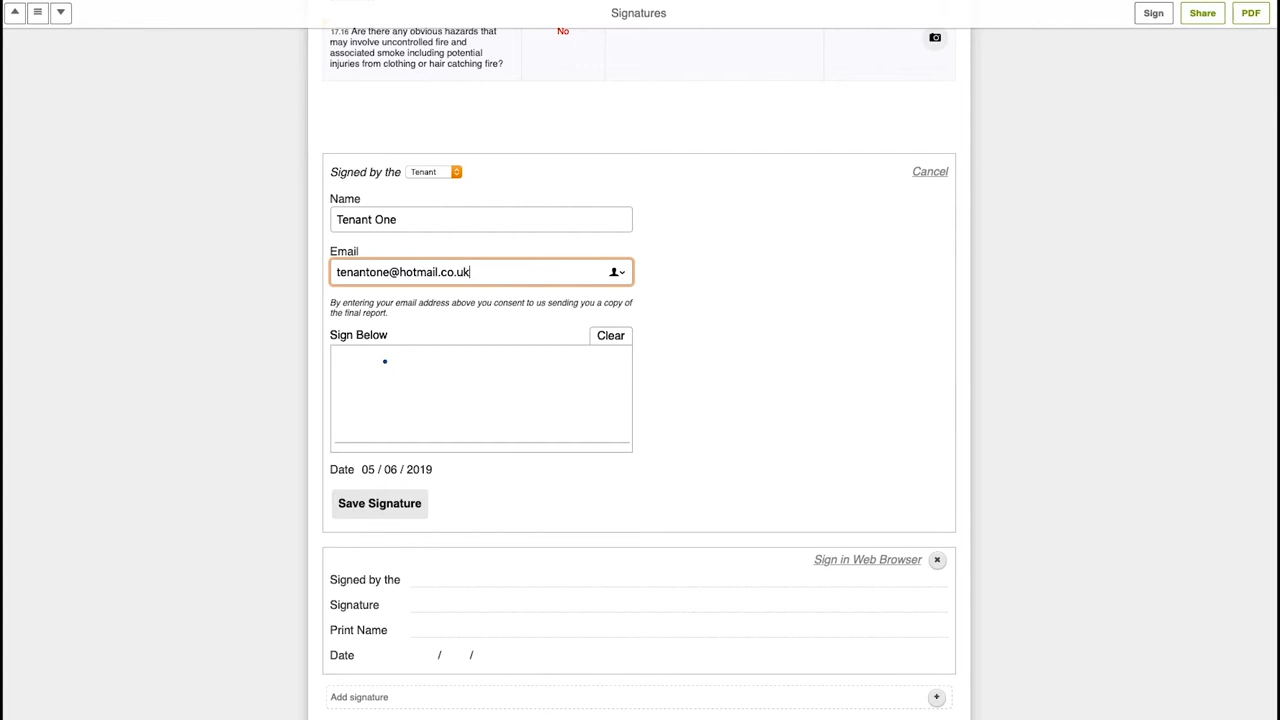 Signatures
Sign
Share
PDF
17.16 Are there any obvious hazards that
may involve uncontrolled fire and
associated smoke including potential
injuries from clothing or hair catching fire?
No
Signed by the Tenant
Cancel
Name
Tenant One
Email
tenantone@hotmail.co.uk
By entering your email address above you consent to us sending you a copy of
the final report.
Sign Below
Clear
Date 05 / 06 / 2019
Save Signature
Sign in Web Browser
Signed by the
Signature
Print Name
Date / /
Add signature